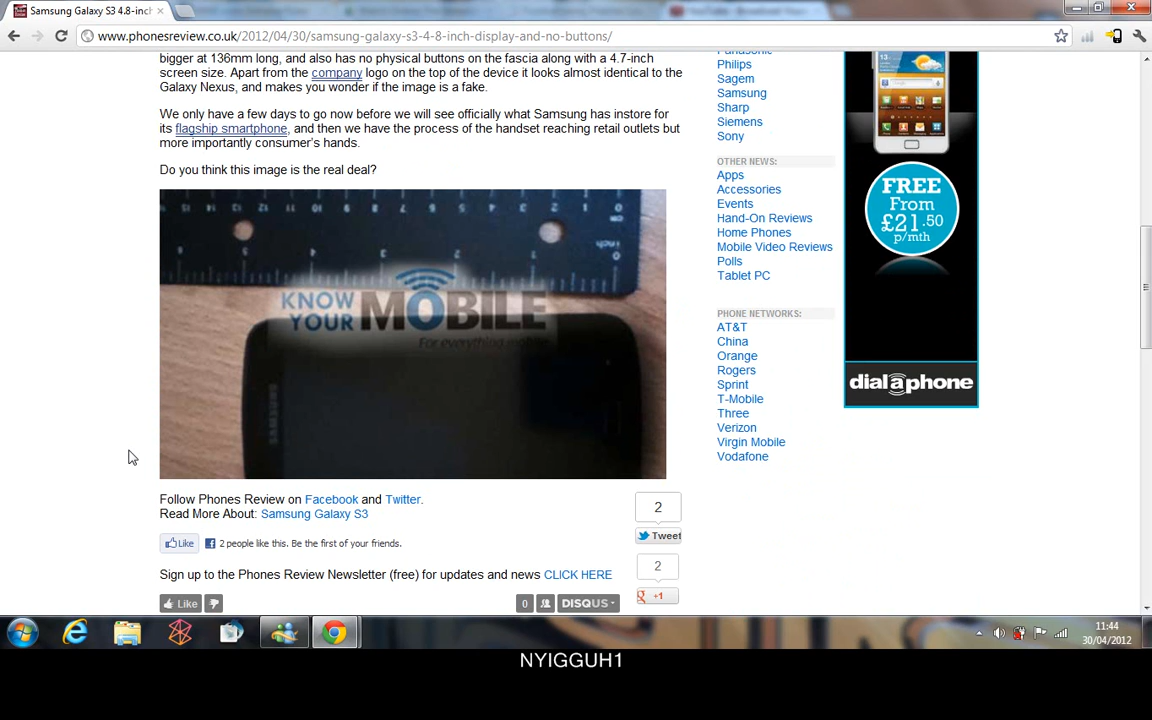 Samsung Galaxy S3 4.8-inch
www.phonesreview.co.uk/2012/04/30/samsung-galaxy-s3-4-8-inch-display-and-no-buttons/
bigger at 136mm long, and also has no physical buttons on the fascia along with a 4.7-inch
screen size. Apart from the company logo on the top of the device it looks almost identical to the
Galaxy Nexus, and makes you wonder if the image is a fake.
We only have a few days to go now before we will see officially what Samsung has instore for
its flagship smartphone, and then we have the process of the handset reaching retail outlets but
more importantly consumer's hands.
Do you think this image is the real deal?
KNOW
YOUR MOBILE
For everything mobile
SAMSUNG
Follow Phones Review on Facebook and Twitter.
Read More About: Samsung Galaxy S3
Like
2 people like this. Be the first of your friends.
Sign up to the Phones Review Newsletter (free) for updates and news CLICK HERE
Like
0
DISQUS
2
Tweet
2
+1
Panasonic
Philips
Sagem
Samsung
Sharp
Siemens
Sony
OTHER NEWS:
Apps
Accessories
Events
Hand-On Reviews
Home Phones
Mobile Video Reviews
Polls
Tablet PC
PHONE NETWORKS:
AT&T
China
Orange
Rogers
Sprint
T-Mobile
Three
Verizon
Virgin Mobile
Vodafone
FREE
From
£21.50
p/mth
dialaphone
11:44
30/04/2012
NYIGGUH1